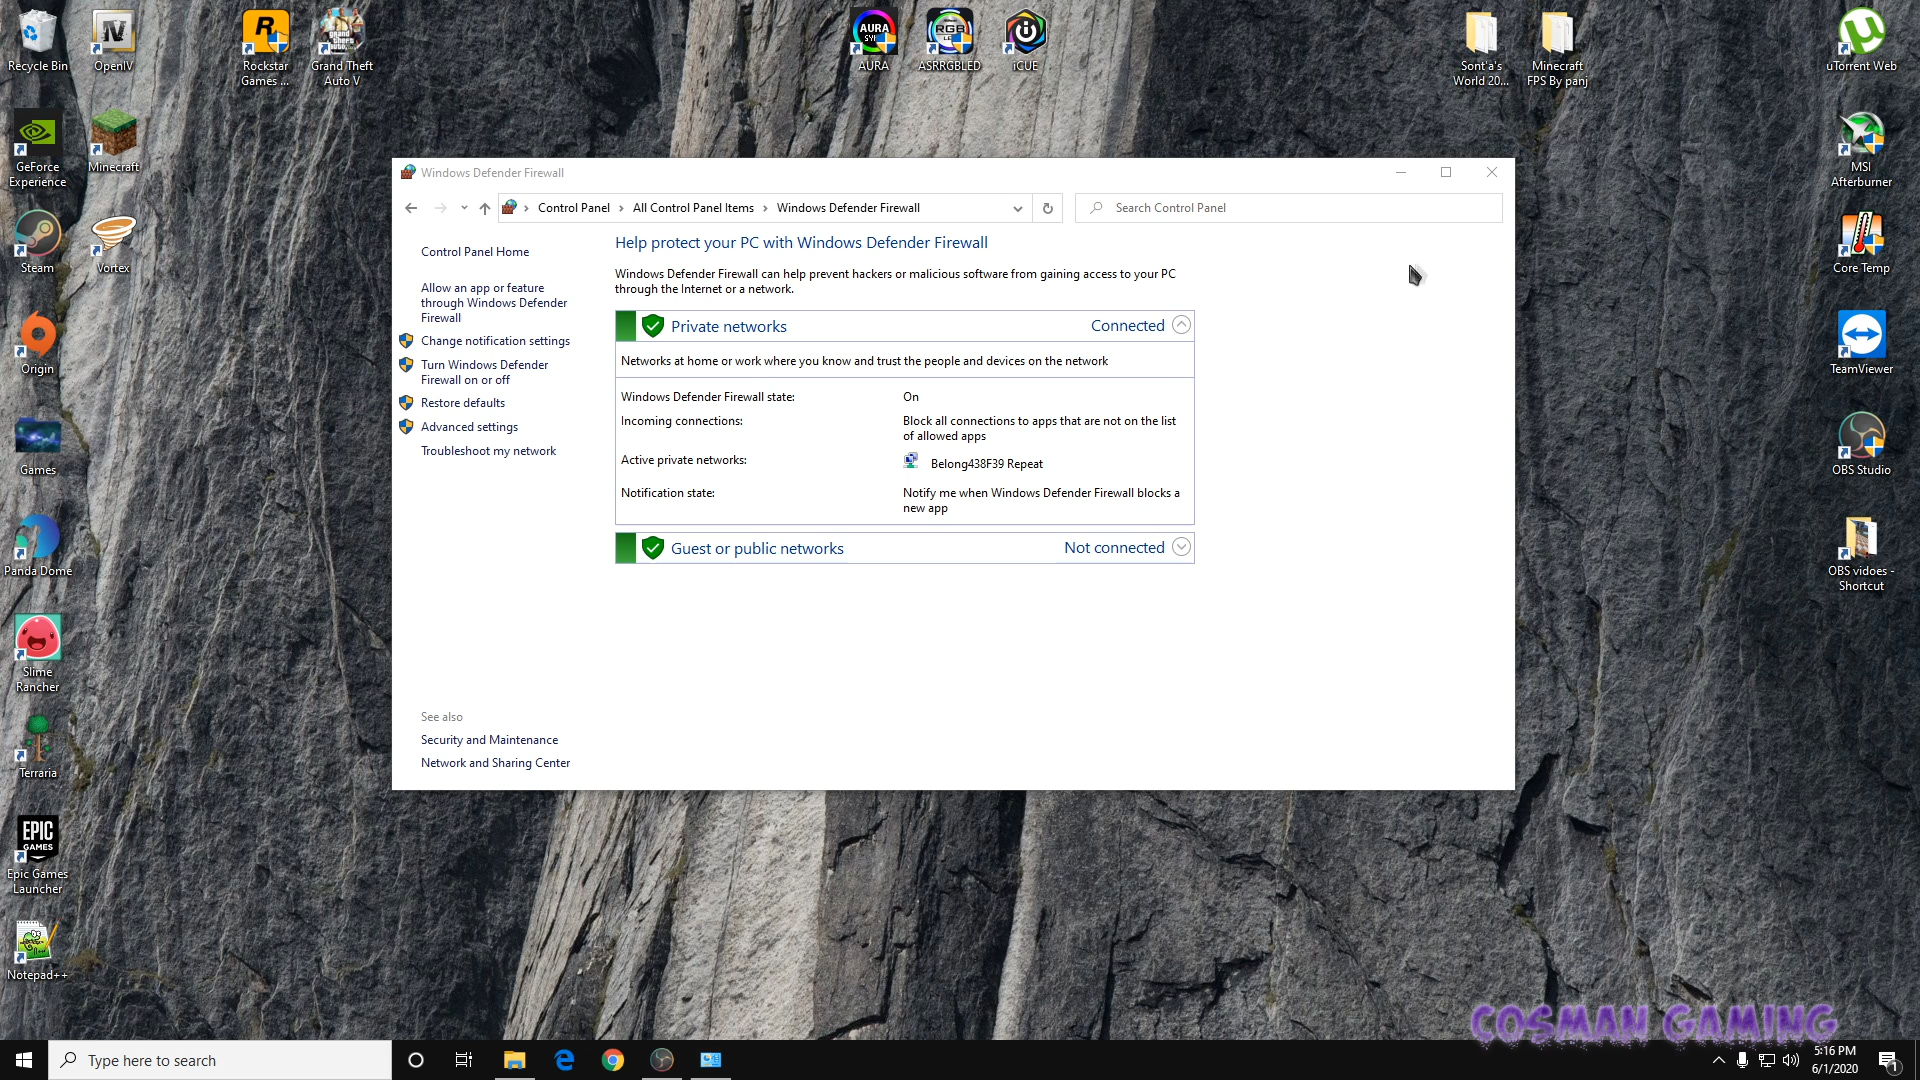 Recycle Bin
OpenIV
Rockstar
Games ...
Grand Theft
Auto V
AURA
AURA
ASRRGBLED
iCUE
Sont'a's
World 20...
Minecraft
FPS By panj
uTorrent Web
GeForce
Experience
Minecraft
MSI
Afterburner
Steam
Vortex
Core Temp
Origin
TeamViewer
Games
OBS Studio
Panda Dome
OBS vidoes -
Shortcut
Slime
Rancher
Terraria
EPIC
GAMES
Epic Games
Launcher
Notepad++
Windows Defender Firewall
Control Panel > All Control Panel Items > Windows Defender Firewall
Search Control Panel
Control Panel Home
Allow an app or feature
through Windows Defender
Firewall
Change notification settings
Turn Windows Defender
Firewall on or off
Restore defaults
Advanced settings
Troubleshoot my network
See also
Security and Maintenance
Network and Sharing Center
Help protect your PC with Windows Defender Firewall
Windows Defender Firewall can help prevent hackers or malicious software from gaining access to your PC
through the Internet or a network.
Private networks Connected
Networks at home or work where you know and trust the people and devices on the network
Windows Defender Firewall state: On
Incoming connections: Block all connections to apps that are not on the list
of allowed apps
Active private networks: Belong438F39 Repeat
Notification state: Notify me when Windows Defender Firewall blocks a
new app
Guest or public networks Not connected
COSMAN GAMING
Type here to search
5:16 PM
6/1/2020
1